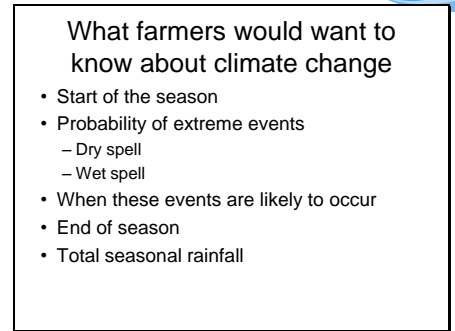 What farmers would want to
know about climate change
• Start of the season
• Probability of extreme events
– Dry spell
– Wet spell
• When these events are likely to occur
• End of season
• Total seasonal rainfall